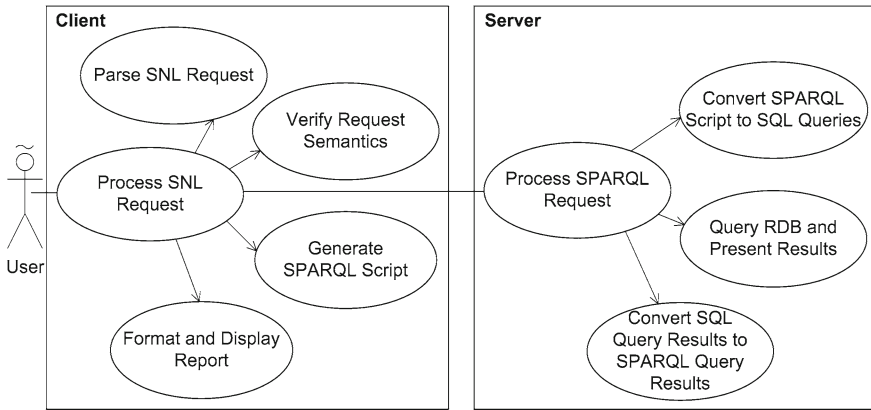 Client
Server
Parse SNL Request
Verify Request
Semantics
Process SNL
Request
Generate
SPARQL Script
Format and Display
Report
User
Convert SPARQL
Script to SQL Queries
Process SPARQL
Request
Query RDB and
Present Results
Convert SQL
Query Results to
SPARQL Query
Results